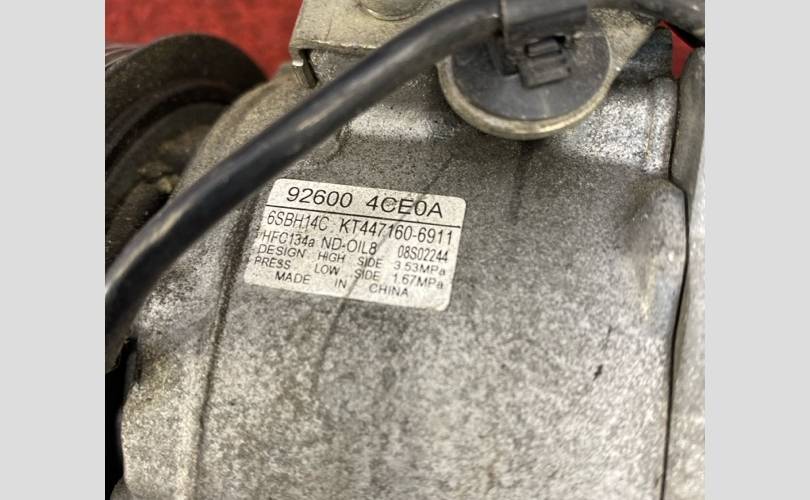 92600 4CE0A
6SBH14C KT447160-6911
HFC134a ND-OIL8 08S02244
DESIGN HIGH SIDE 3.53MPa
PRESS LOW SIDE 1.67MPa
MADE IN CHINA